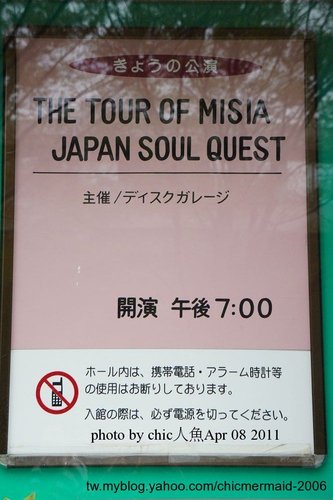 きょうの公演
THE TOUR OF MISIA
JAPAN SOUL QUEST
主催/ディスクガレージ
開演 午後7:00
ホール内は、携帯電話・アラーム時計等
の使用はお断りしております。
入館の際は、必ず電源を切ってください。
photo by chic人魚Apr 08 2011
tw.myblog.yahoo.com/chicmermaid-2006